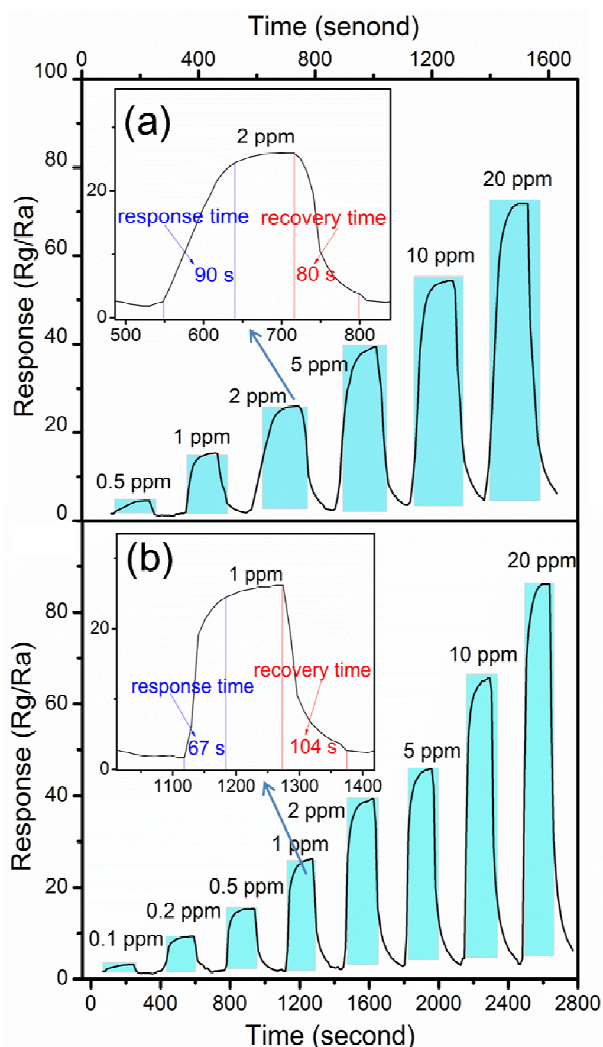 Time (senond)
0 400 800 1200 1600
100
80
60
40
20
0
Response (Rg/Ra)
(a)
2 ppm
20
0
response time
recovery time
90 s
80 s
500 600 700 800
0.5 ppm
1 ppm
2 ppm
5 ppm
10 ppm
20 ppm
80
60
40
20
0
Response (Rg/Ra)
(b)
1 ppm
20
0
recovery time
response time
67 s
104 s
1100 1200 1300 1400
0.1 ppm
0.2 ppm
0.5 ppm
1 ppm
2 ppm
5 ppm
10 ppm
20 ppm
0 400 800 1200 1600 2000 2400 2800
Time (second)